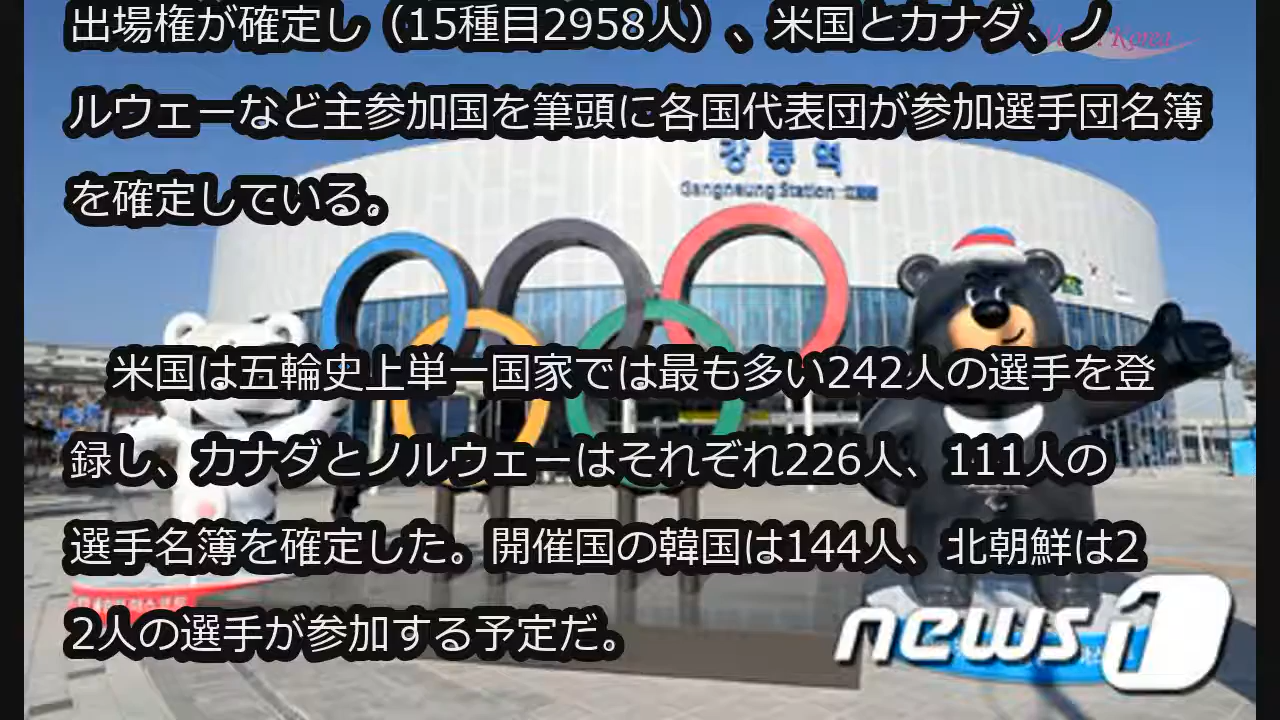 出場権が確定し（15種目2958人）、米国とカナダ、ノ
Korea
ルウェーなど主参加国を筆頭に各国代表団が参加選手団名簿
강릉역
Gangneung Station
を確定している。
米国は五輪史上単一国家では最も多い242人の選手を登
録し、カナダとノルウェーはそれぞれ226人、111人の
選手名簿を確定した。開催国の韓国は144人、北朝鮮は2
2人の選手が参加する予定だ。
news1